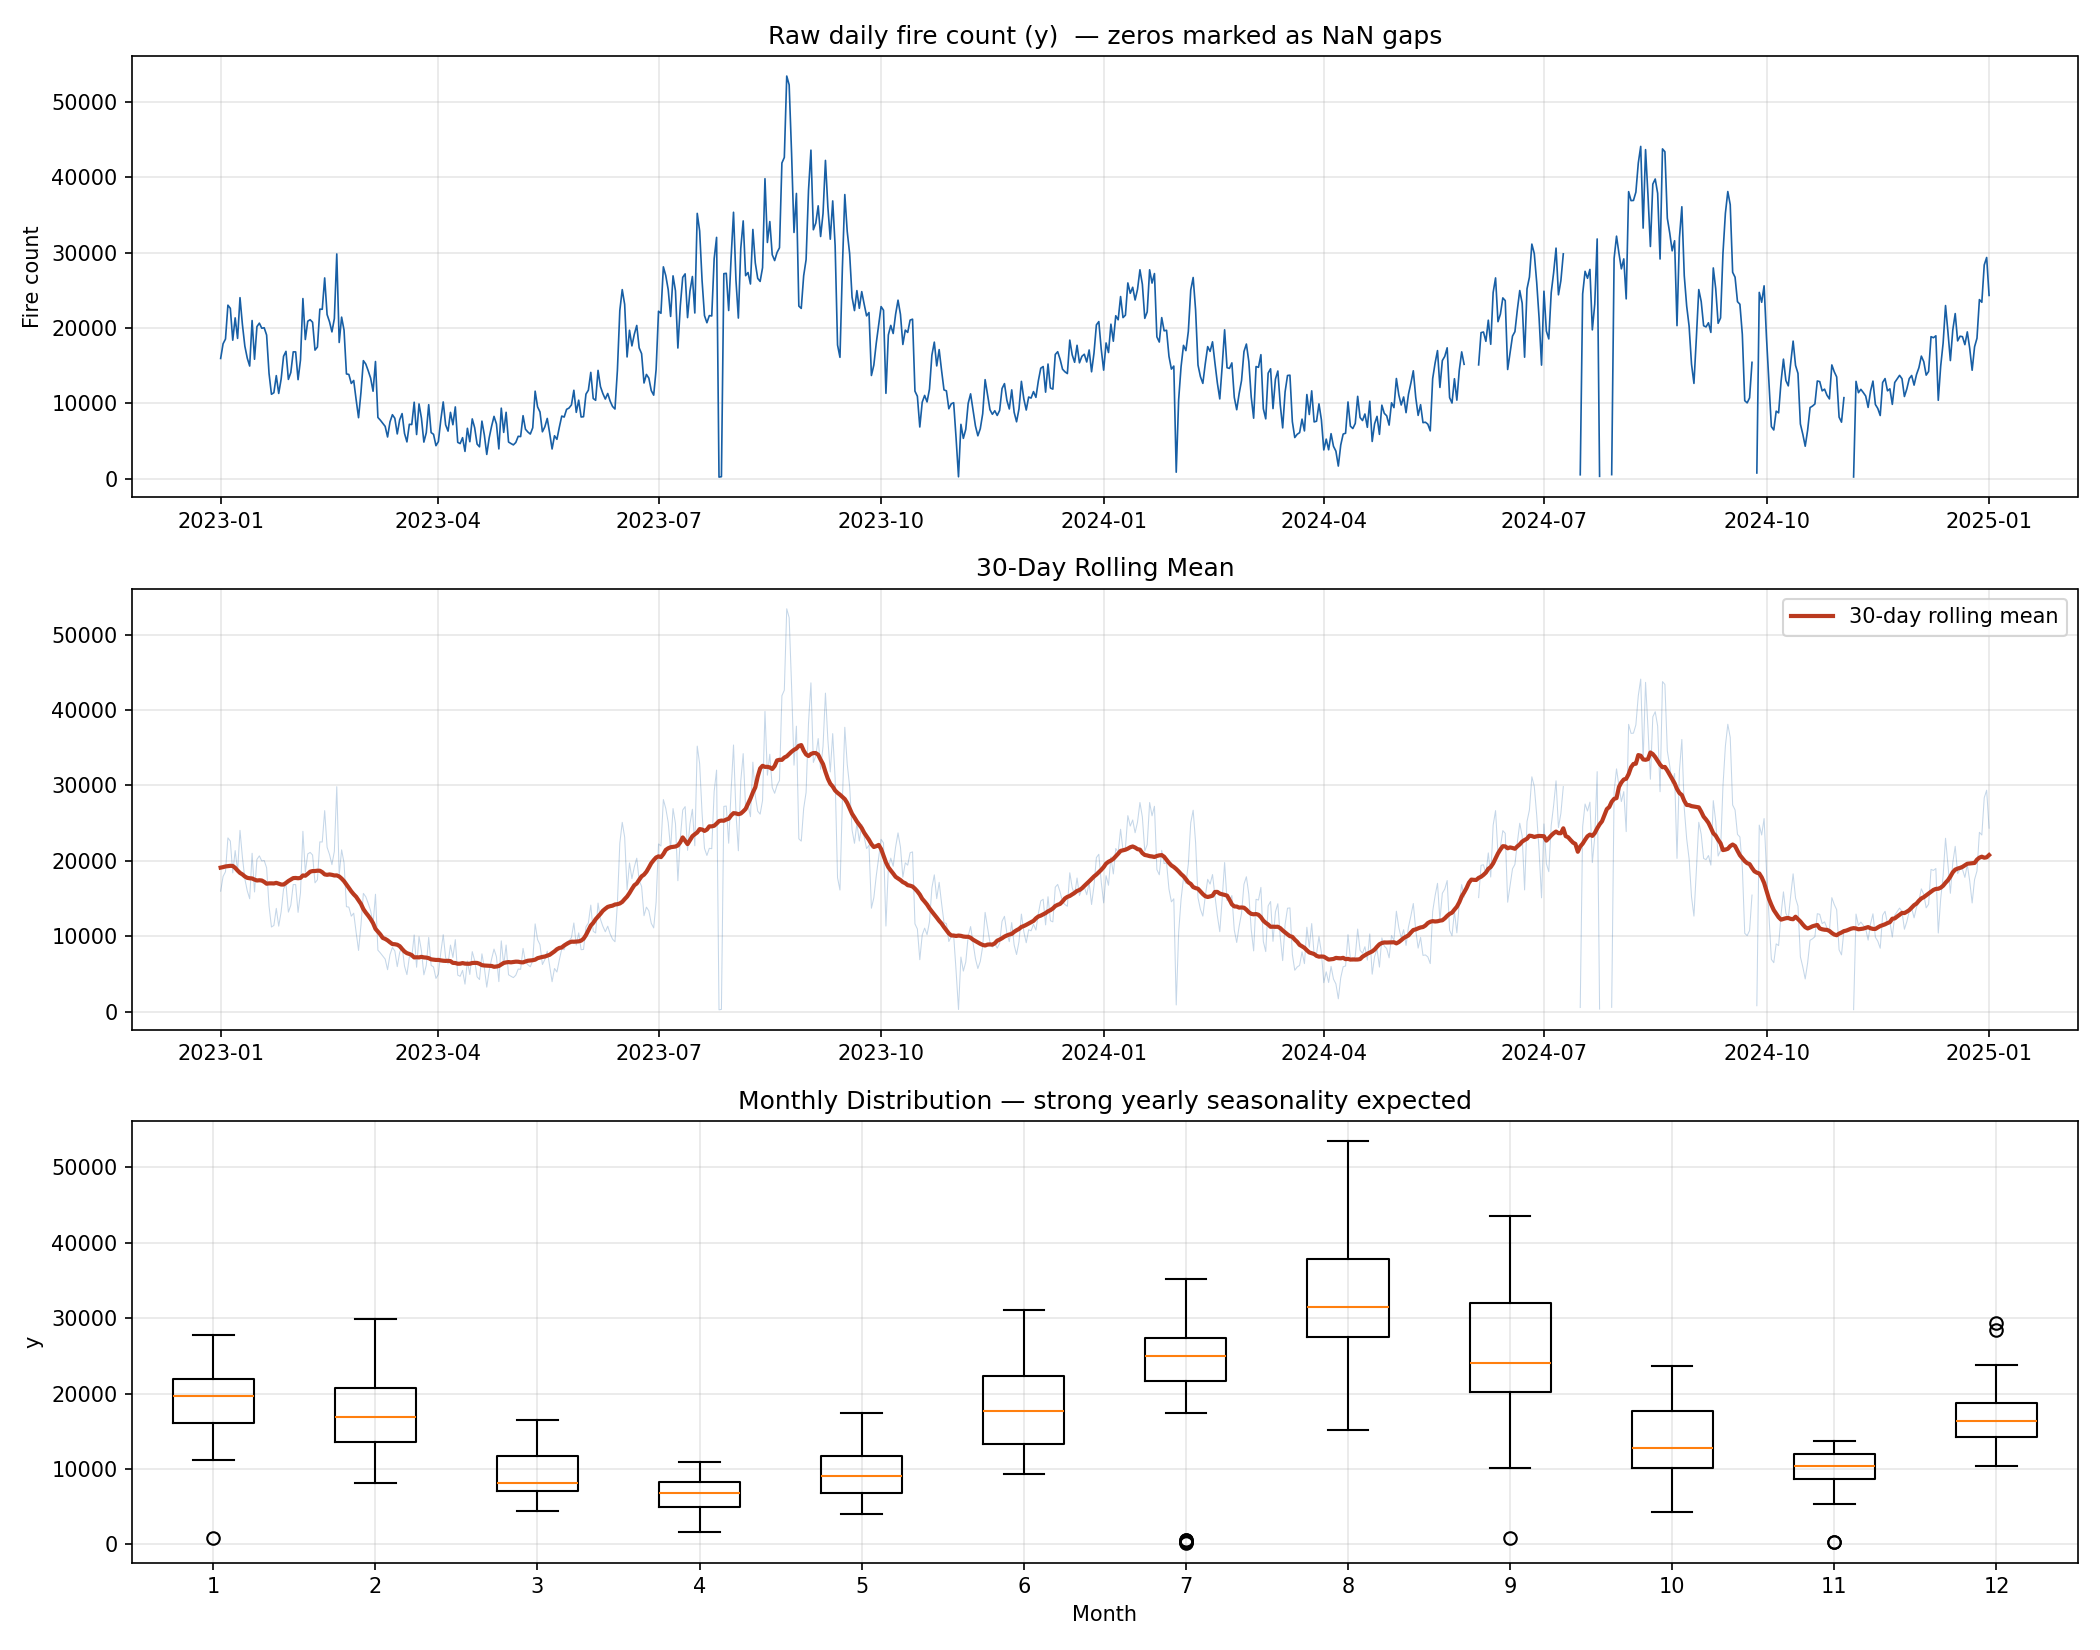 Raw daily fire count (y)  — zeros marked as NaN gaps
Fire count
50000
40000
30000
20000
10000
0
2023-01 2023-04 2023-07 2023-10 2024-01 2024-04 2024-07 2024-10 2025-01
30-Day Rolling Mean
30-day rolling mean
50000
40000
30000
20000
10000
0
2023-01 2023-04 2023-07 2023-10 2024-01 2024-04 2024-07 2024-10 2025-01
Monthly Distribution — strong yearly seasonality expected
y
50000
40000
30000
20000
10000
0
1 2 3 4 5 6 7 8 9 10 11 12
Month